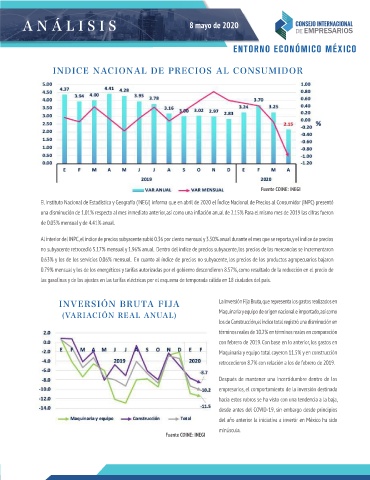 ANÁLISIS
8 mayo de 2020
CONSEJO INTERNACIONAL
DE EMPRESARIOS
ENTORNO ECONÓMICO MÉXICO
INDICE NACIONAL DE PRECIOS AL CONSUMIDOR
5.00 4.50 4.00 3.50 3.00 2.50 2.00 1.50 1.00 0.50 0.00
4.37 3.94 4.00 4.41 4.28 3.95 3.78 3.16 3.00 3.02 2.97 2.83 3.24 3.70 3.25 2.15
1.00 0.80 0.60 0.40 0.20 0.00 -0.20 -0.40 -0.60 -0.80 -1.00 -1.20
%
E F M A M J J A S O N D E F M A
2019 2020
VAR ANUAL VAR MENSUAL Fuente COINE: INEGI
El Instituto Nacional de Estadística y Geografía (INEGI) informa que en abril de 2020 el Índice Nacional de Precios al Consumidor (INPC) presentó
una disminución de 1.01% respecto al mes inmediato anterior, así como una inflación anual de 2.15%. Para el mismo mes de 2019 las cifras fueron
de 0.05% mensual y de 4.41% anual.
Al interior del INPC, el índice de precios subyacente subió 0.36 por ciento mensual y 3.50% anual durante el mes que se reporta, y el índice de precios
no subyacente retrocedió 5.17% mensual y 1.96% anual. Dentro del índice de precios subyacente, los precios de las mercancías se incrementaron
0.63% y los de los servicios 0.06% mensual. En cuanto al índice de precios no subyacente, los precios de los productos agropecuarios bajaron
0.79% mensual y los de los energéticos y tarifas autorizadas por el gobierno descendieron 8.57%, como resultado de la reducción en el precio de
las gasolinas y de los ajustes en las tarifas eléctricas por el esquema de temporada cálida en 18 ciudades del país.
INVERSIÓN BRUTA FIJA
(VARIACIÓN REAL ANUAL)
2.0 0.0 -2.0 -4.0 -6.0 -8.0 -10.0 -12.0 -14.0
E F M A M J J A S O N D E F
2019 2020
-8.7
-10.2
-11.5
Maquinaria y equipo Construcción Total
Fuente COINE: INEGI
La Inversión Fija Bruta, que representa los gastos realizados en
Maquinaria y equipo de origen nacional e importado, así como
los de Construcción, al índice total, registró una disminución en
términos reales de 10.2% en términos reales en comparación
con febrero de 2019. Con base en lo anterior, los gastos en
Maquinaria y equipo total cayeron 11.5% y en construcción
retrocedieron 8.7% con relación a los de febrero de 2019.
Después de mantener una incertidumbre dentro de los
empresarios, el comportamiento de la inversión destinada
hacia estos rubros se ha visto con una tendencia a la baja,
desde antes del COVID-19, sin embargo desde principios
del año anterior la iniciativa a invertir en México ha sido
minúscula.